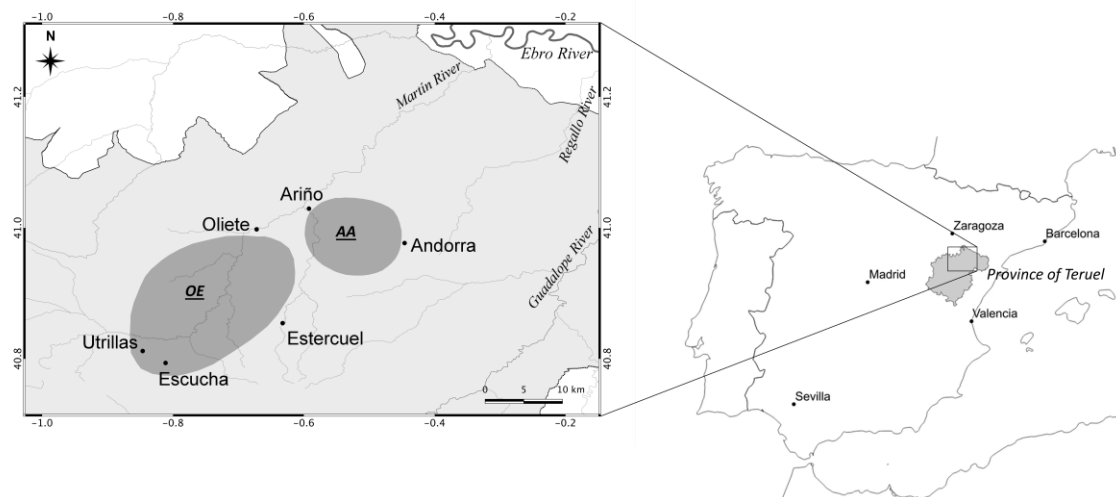 −1.0 −0.8 −0.6 −0.4 −0.2
N
Ebro River
Martín River
41.2 41.2
Regallo River
Ariño
Oliete
41.0 41.0
AA
Andorra
Guadalope River
OE
Estercuel
Utrillas
40.8 40.8
Escucha
0 5 10 km
−1.0 −0.8 −0.6 −0.4 −0.2
Zaragoza
Barcelona
Madrid
Province of Teruel
Valencia
Sevilla